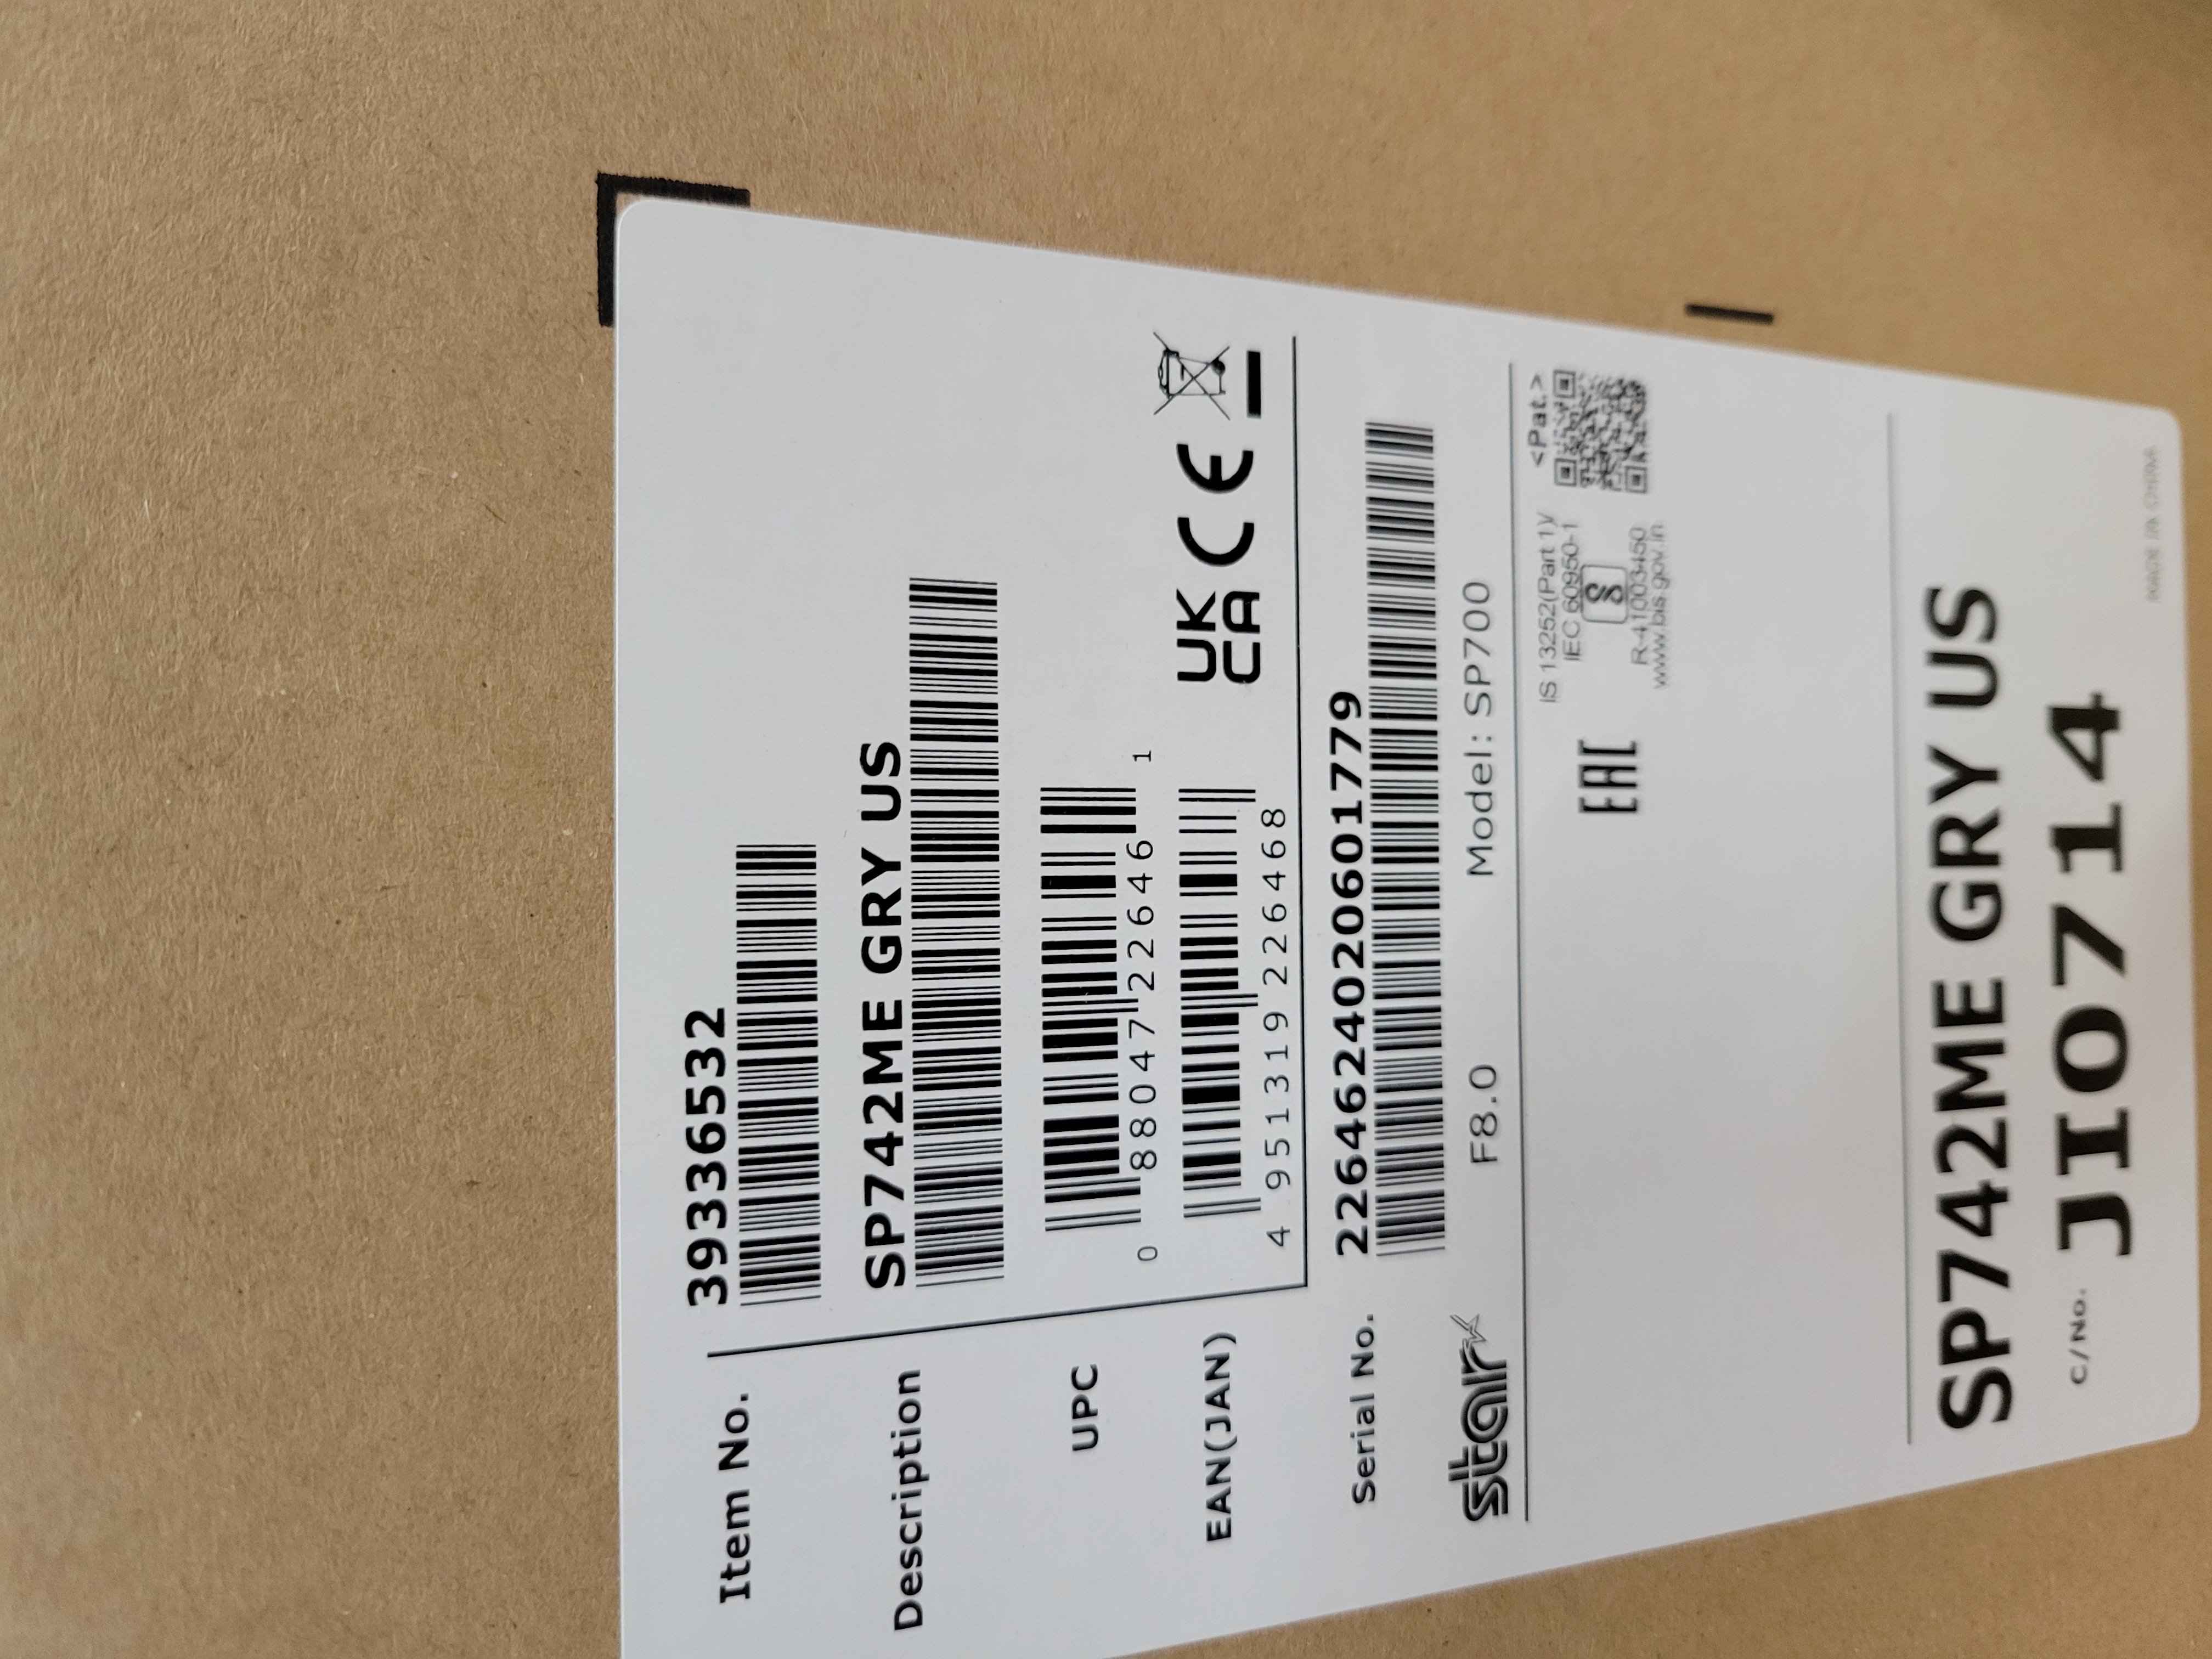 Item No. 39336532
Description SP742ME GRY US
UPC 0 88047 22646 1
EAN(JAN) 4 951319 226468
UK
CA
CE
Serial No. 2264624020601779
star F8.0 Model: SP700
EAC
IS 13252(Part 1)/
IEC 60950-1
R-41003450
www.bis.gov.in
<Pat.>
SP742ME GRY US
C/No. JI0714
MADE IN CHINA